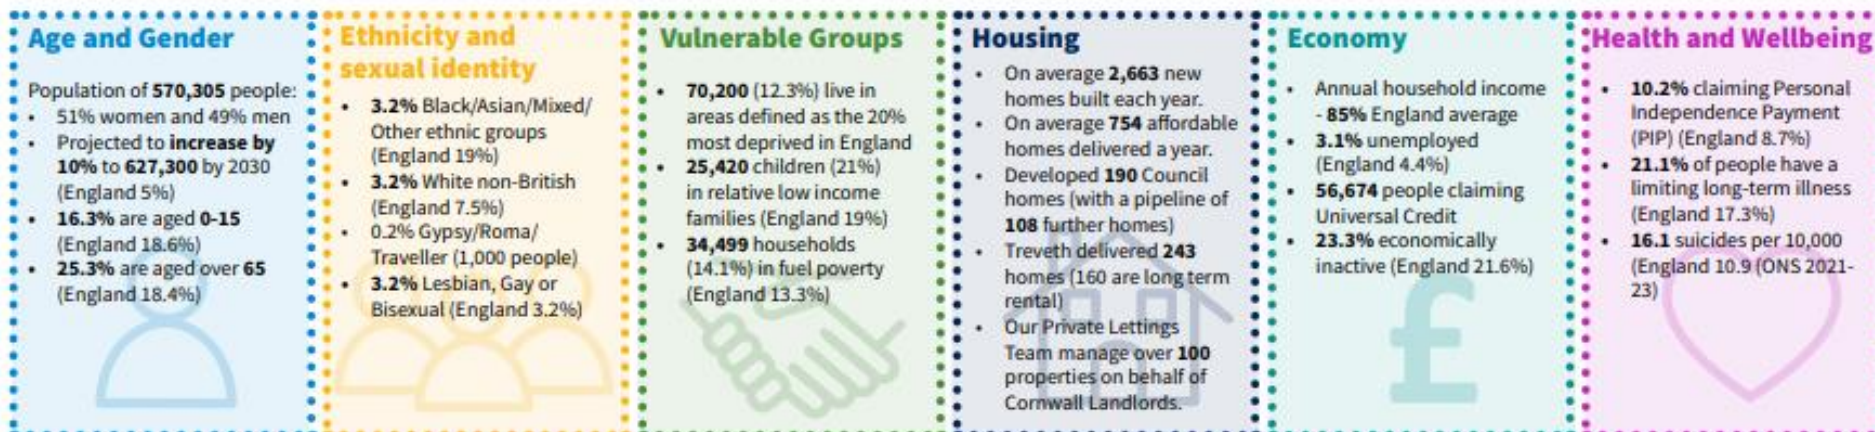 Age and Gender
Population of 570,305 people:
• 51% women and 49% men
• Projected to increase by
10% to 627,300 by 2030
(England 5%)
• 16.3% are aged 0-15
(England 18.6%)
• 25.3% are aged over 65
(England 18.4%)
Ethnicity and
sexual identity
• 3.2% Black/Asian/Mixed/
Other ethnic groups
(England 19%)
• 3.2% White non-British
(England 7.5%)
• 0.2% Gypsy/Roma/
Traveller (1,000 people)
• 3.2% Lesbian, Gay or
Bisexual (England 3.2%)
Vulnerable Groups
• 70,200 (12.3%) live in
areas defined as the 20%
most deprived in England
• 25,420 children (21%)
in relative low income
families (England 19%)
• 34,499 households
(14.1%) in fuel poverty
(England 13.3%)
Housing
• On average 2,663 new
homes built each year.
• On average 754 affordable
homes delivered a year.
• Developed 190 Council
homes (with a pipeline of
108 further homes)
• Treveth delivered 243
homes (160 are long term
rental)
• Our Private Lettings
Team manage over 100
properties on behalf of
Cornwall Landlords.
Economy
• Annual household income
- 85% England average
• 3.1% unemployed
(England 4.4%)
• 56,674 people claiming
Universal Credit
• 23.3% economically
inactive (England 21.6%)
£
Health and Wellbeing
• 10.2% claiming Personal
Independence Payment
(PIP) (England 8.7%)
• 21.1% of people have a
limiting long-term illness
(England 17.3%)
• 16.1 suicides per 10,000
(England 10.9 (ONS 2021-
23)